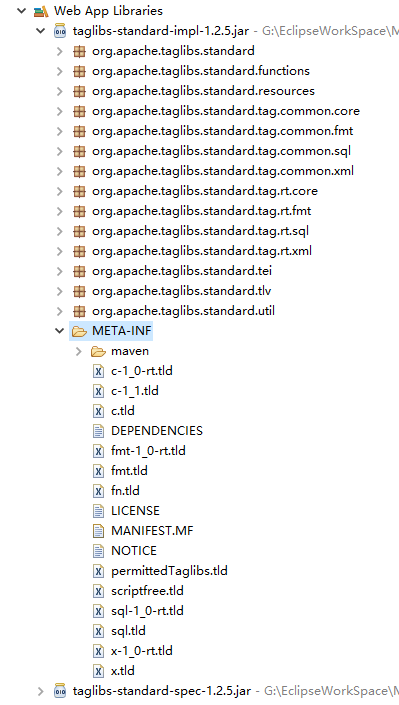 Web App Libraries
taglibs-standard-impl-1.2.5.jar - G:\EclipseWorkSpace\M
org.apache.taglibs.standard
org.apache.taglibs.standard.functions
org.apache.taglibs.standard.resources
org.apache.taglibs.standard.tag.common.core
org.apache.taglibs.standard.tag.common.fmt
org.apache.taglibs.standard.tag.common.sql
org.apache.taglibs.standard.tag.common.xml
org.apache.taglibs.standard.tag.rt.core
org.apache.taglibs.standard.tag.rt.fmt
org.apache.taglibs.standard.tag.rt.sql
org.apache.taglibs.standard.tag.rt.xml
org.apache.taglibs.standard.tei
org.apache.taglibs.standard.tlv
org.apache.taglibs.standard.util
META-INF
maven
c-1_0-rt.tld
c-1_1.tld
c.tld
DEPENDENCIES
fmt-1_0-rt.tld
fmt.tld
fn.tld
LICENSE
MANIFEST.MF
NOTICE
permittedTaglibs.tld
scriptfree.tld
sql-1_0-rt.tld
sql.tld
x-1_0-rt.tld
x.tld
taglibs-standard-spec-1.2.5.jar - G:\EclipseWorkSpace\M